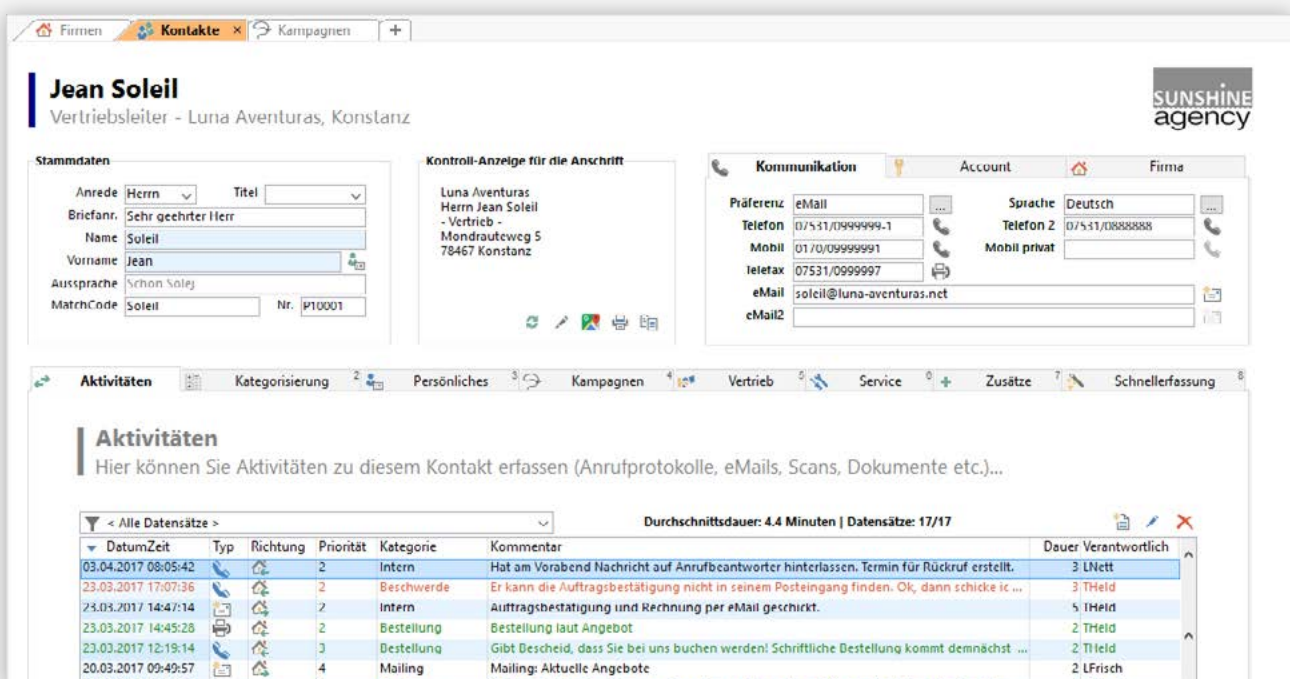 Firmen Kontakte × Kampagnen +
Jean Soleil
Vertriebsleiter - Luna Aventuras, Konstanz
SUNSHINE
agency
Stammdaten
Anrede Herrn Titel
Briefanr. Sehr geehrter Herr
Name Soleil
Vorname Jean
Aussprache Schon Solej
MatchCode Soleil Nr. P10001
Kontroll-Anzeige für die Anschrift
Luna Aventuras
Herrn Jean Soleil
- Vertrieb -
Mondrauteweg 5
78467 Konstanz
Kommunikation Account Firma
Präferenz eMail ... Sprache Deutsch ...
Telefon 07531/0999999-1 Telefon 2 07531/0888888
Mobil 0170/09999991 Mobil privat
Telefax 07531/0999997
eMail soleil@luna-aventuras.net
eMail2
Aktivitäten Kategorisierung 2 Persönliches 3 Kampagnen 4 Vertrieb 5 Service 6 Zusätze 7 Schnellerfassung 8
Aktivitäten
Hier können Sie Aktivitäten zu diesem Kontakt erfassen (Anrufprotokolle, eMails, Scans, Dokumente etc.)...
< Alle Datensätze > Durchschnittsdauer: 4.4 Minuten | Datensätze: 17/17
DatumZeit Typ Richtung Priorität Kategorie Kommentar Dauer Verantwortlich
03.04.2017 08:05:42 2 Intern Hat am Vorabend Nachricht auf Anrufbeantworter hinterlassen. Termin für Rückruf erstellt. 3 LNett
23.03.2017 17:07:36 2 Beschwerde Er kann die Auftragsbestätigung nicht in seinem Posteingang finden. Ok, dann schicke ic ... 3 THeld
23.03.2017 14:47:14 2 Intern Auftragsbestätigung und Rechnung per eMail geschickt. 5 THeld
23.03.2017 14:45:28 2 Bestellung Bestellung laut Angebot 2 THeld
23.03.2017 12:19:14 3 Bestellung Gibt Bescheid, dass Sie bei uns buchen werden! Schriftliche Bestellung kommt demnächst ... 2 THeld
20.03.2017 09:49:57 4 Mailing Mailing: Aktuelle Angebote 2 LFrisch